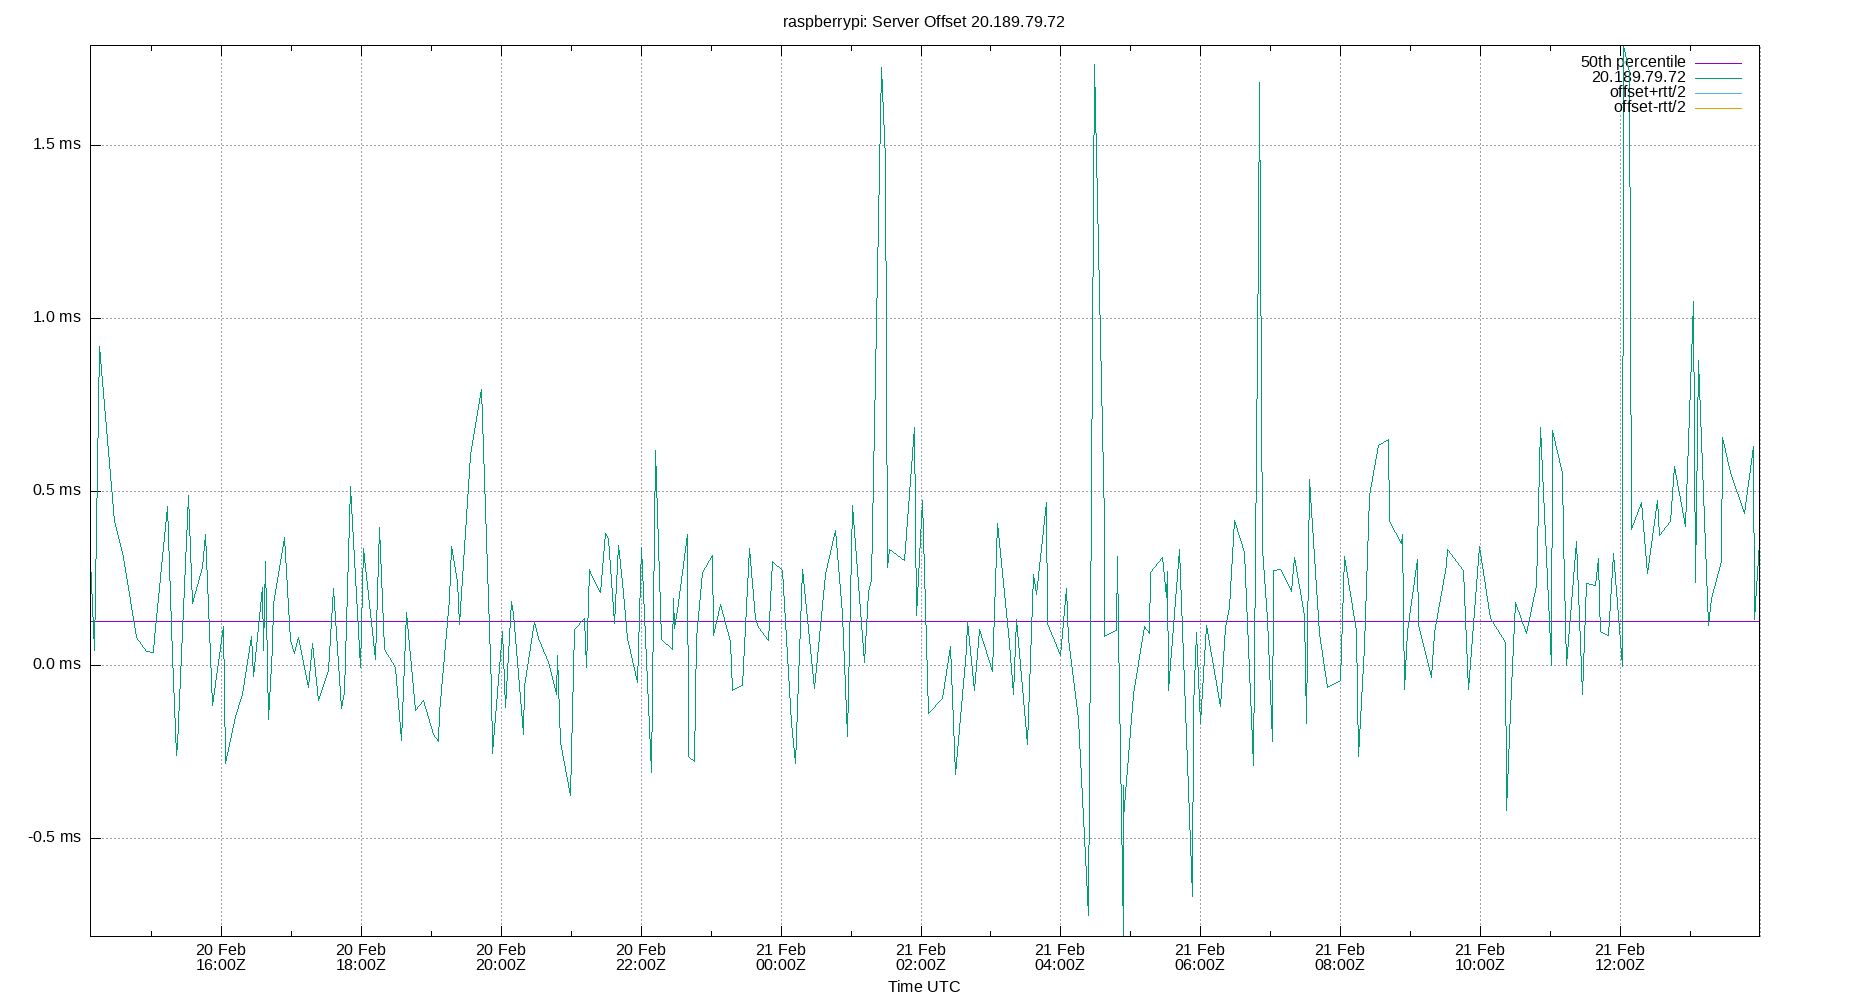 raspberrypi: Server Offset 20.189.79.72
50th percentile
20.189.79.72
offset+rtt/2
offset-rtt/2
1.5 ms
1.0 ms
0.5 ms
0.0 ms
-0.5 ms
20 Feb 20 Feb 20 Feb 20 Feb 21 Feb 21 Feb 21 Feb 21 Feb 21 Feb 21 Feb 21 Feb
16:00Z 18:00Z 20:00Z 22:00Z 00:00Z 02:00Z 04:00Z 06:00Z 08:00Z 10:00Z 12:00Z
Time UTC